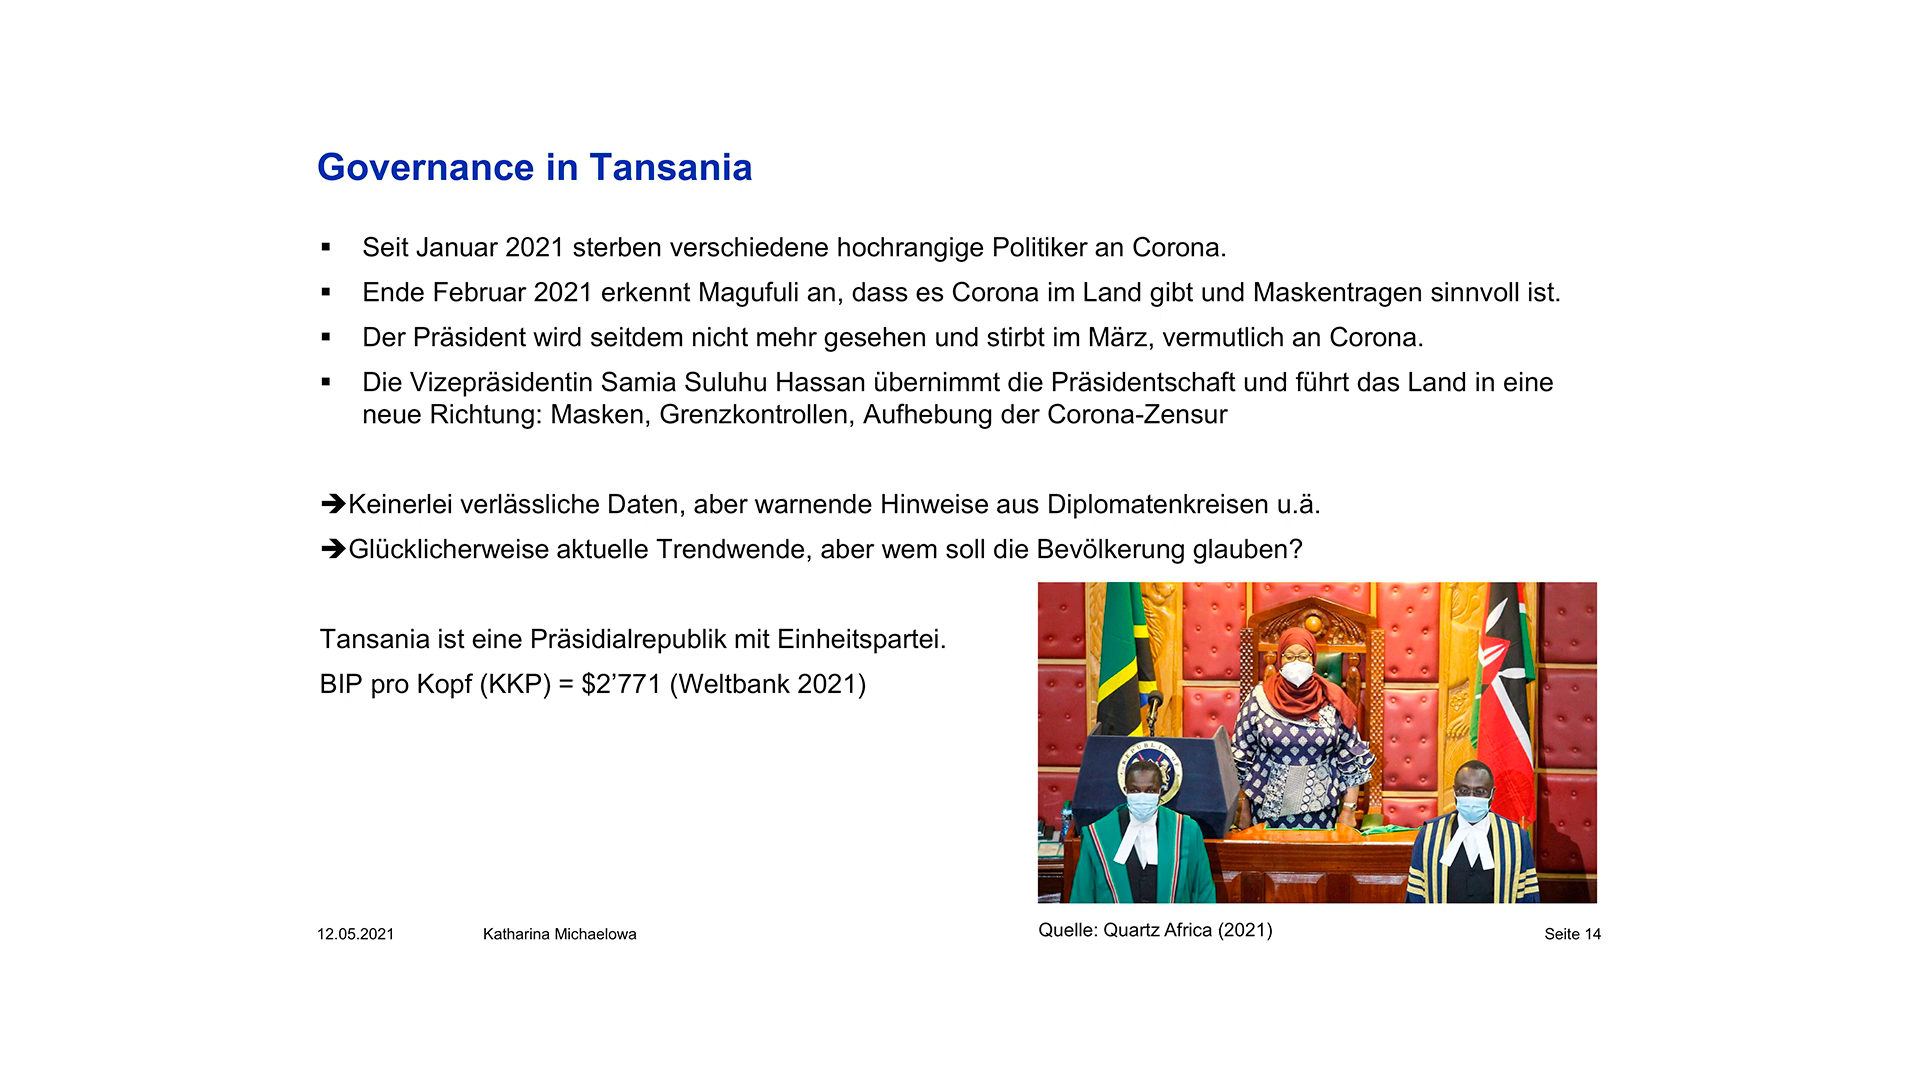 Governance in Tansania
▪ Seit Januar 2021 sterben verschiedene hochrangige Politiker an Corona.
▪ Ende Februar 2021 erkennt Magufuli an, dass es Corona im Land gibt und Maskentragen sinnvoll ist.
▪ Der Präsident wird seitdem nicht mehr gesehen und stirbt im März, vermutlich an Corona.
▪ Die Vizepräsidentin Samia Suluhu Hassan übernimmt die Präsidentschaft und führt das Land in eine
neue Richtung: Masken, Grenzkontrollen, Aufhebung der Corona-Zensur
➔Keinerlei verlässliche Daten, aber warnende Hinweise aus Diplomatenkreisen u.ä.
➔Glücklicherweise aktuelle Trendwende, aber wem soll die Bevölkerung glauben?
Tansania ist eine Präsidialrepublik mit Einheitspartei.
BIP pro Kopf (KKP) = $2’771 (Weltbank 2021)
REPUBLIC OF
Quelle: Quartz Africa (2021)
12.05.2021 Katharina Michaelowa Seite 14